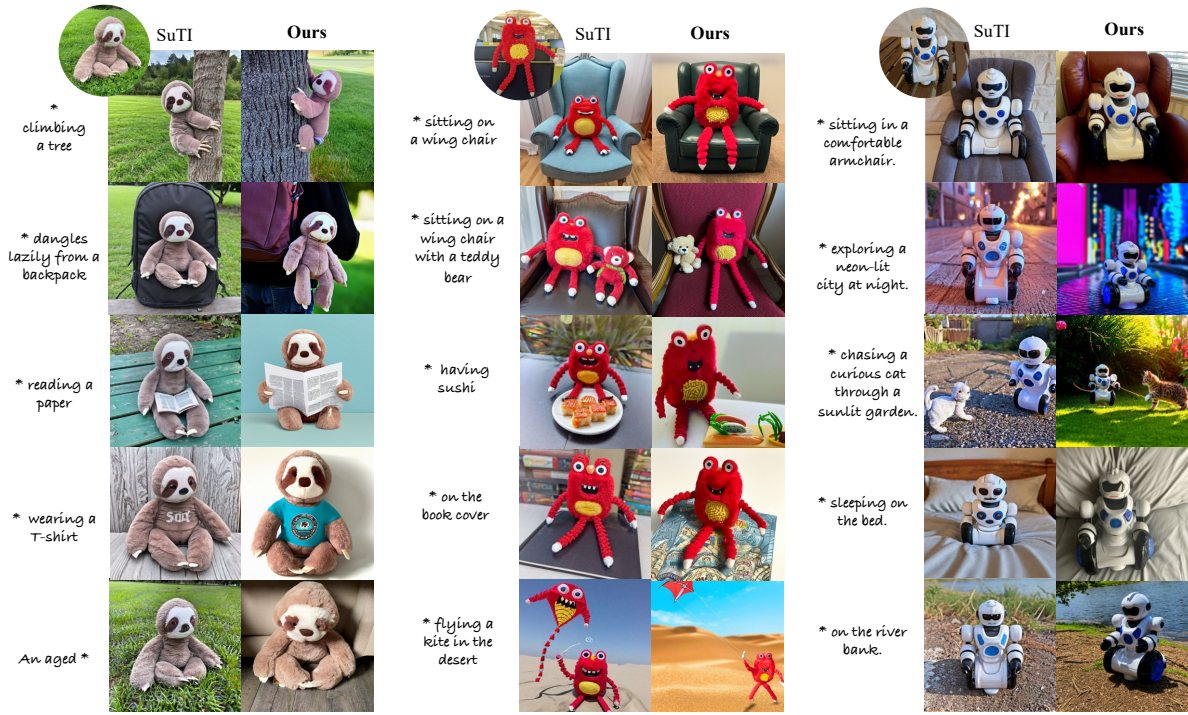 SuTI
Ours
*
climbing
a tree
* dangles
lazily from a
backpack
* reading a
paper
* wearing a
T-shirt
An aged *
SuTI
Ours
* sitting on
a wing chair
* sitting on a
wing chair
with a teddy
bear
* having
sushi
* on the
book cover
* flying a
kite in the
desert
SuTI
Ours
* sitting in a
comfortable
armchair.
* exploring a
neon-lit
city at night.
* chasing a
curious cat
through a
sunlit garden.
* sleeping on
the bed.
* on the river
bank.